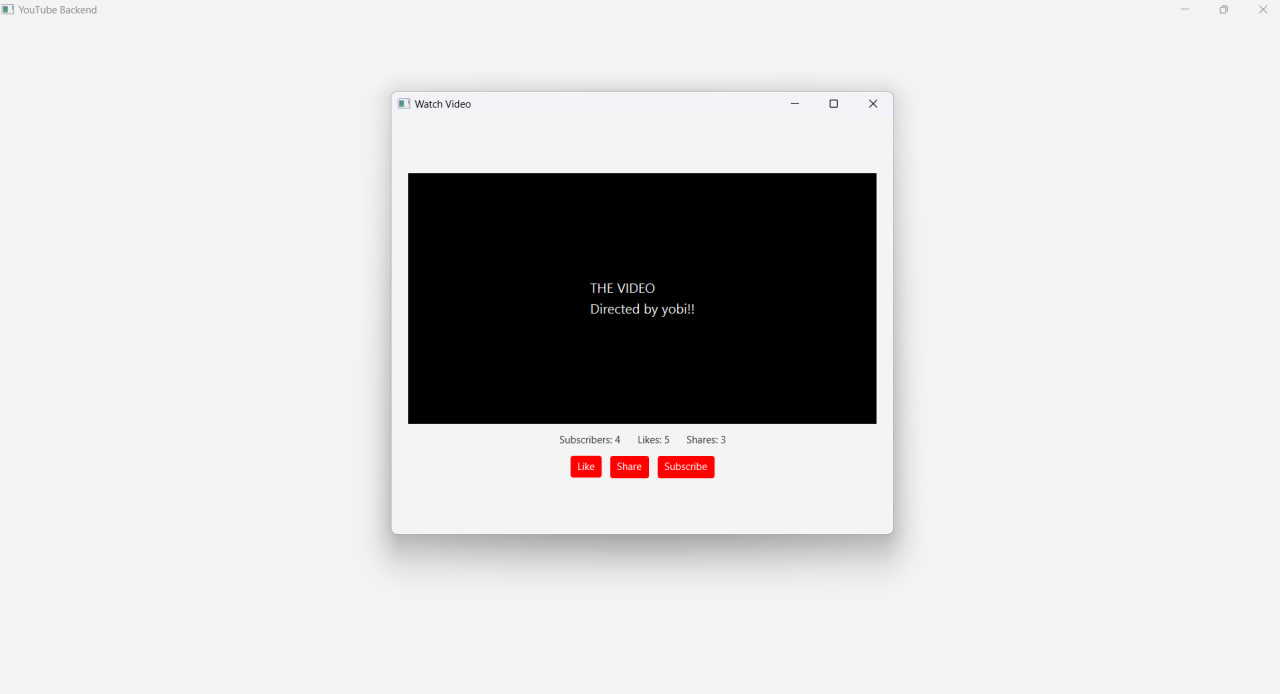 YouTube Backend
Watch Video
THE VIDEO
Directed by yobi!!
Subscribers: 4 Likes: 5 Shares: 3
Like Share Subscribe